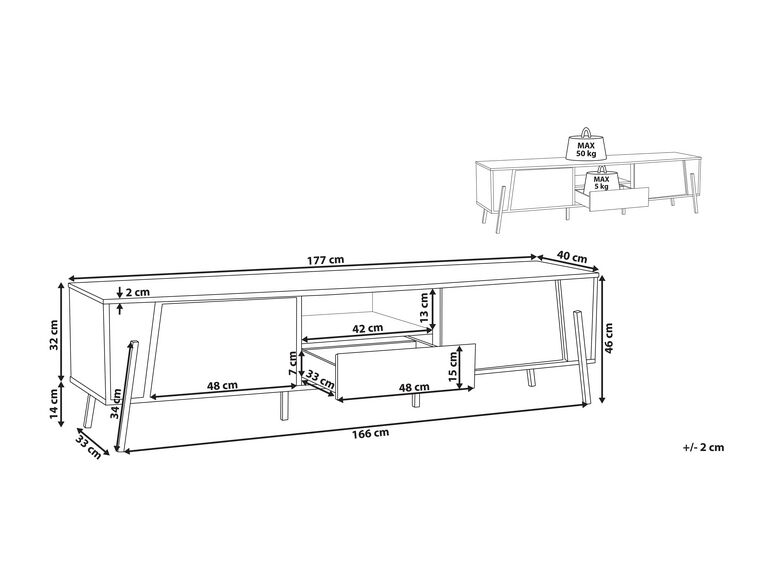 MAX
50 kg
MAX
5 kg
177 cm
40 cm
2 cm
13 cm
42 cm
32 cm
46 cm
7 cm
33 cm
15 cm
48 cm
48 cm
14 cm
34 cm
33 cm
166 cm
+/- 2 cm